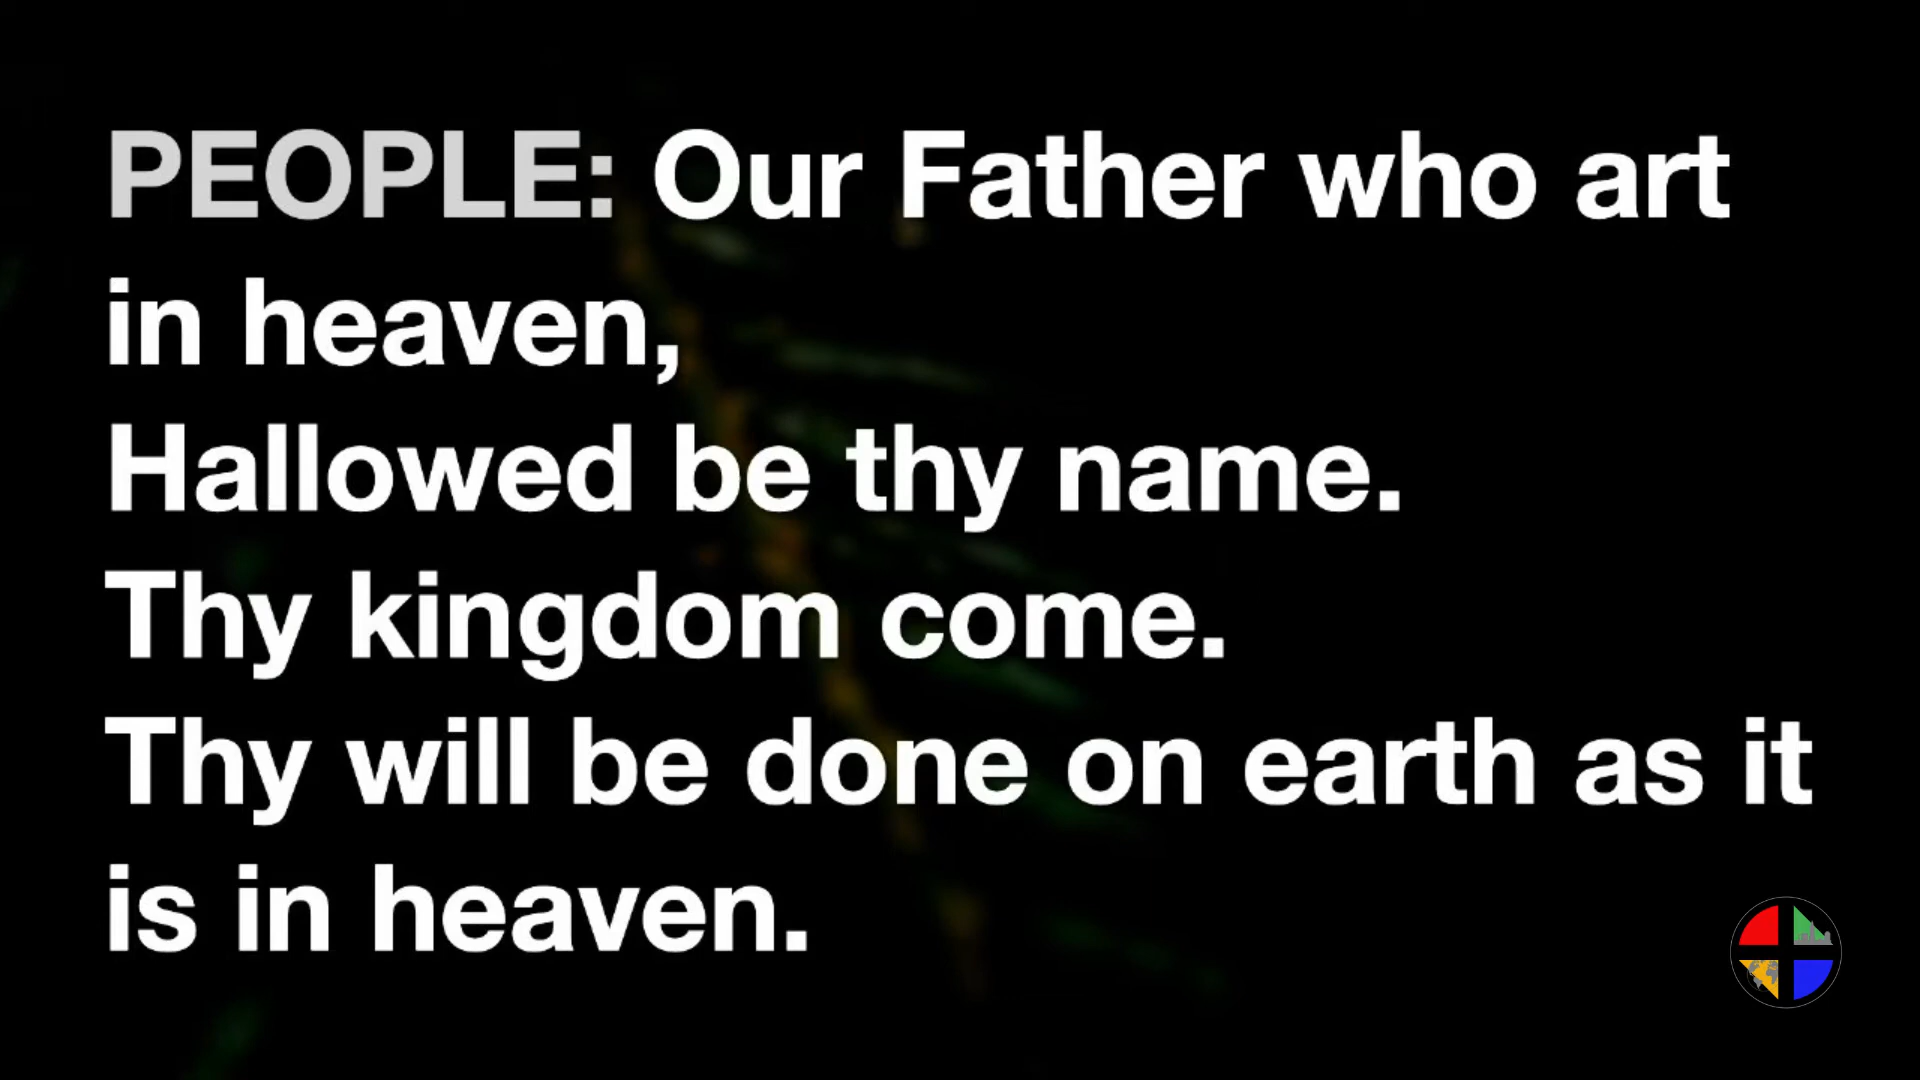 PEOPLE: Our Father who art
in heaven,
Hallowed be thy name.
Thy kingdom come.
Thy will be done on earth as it
is in heaven.